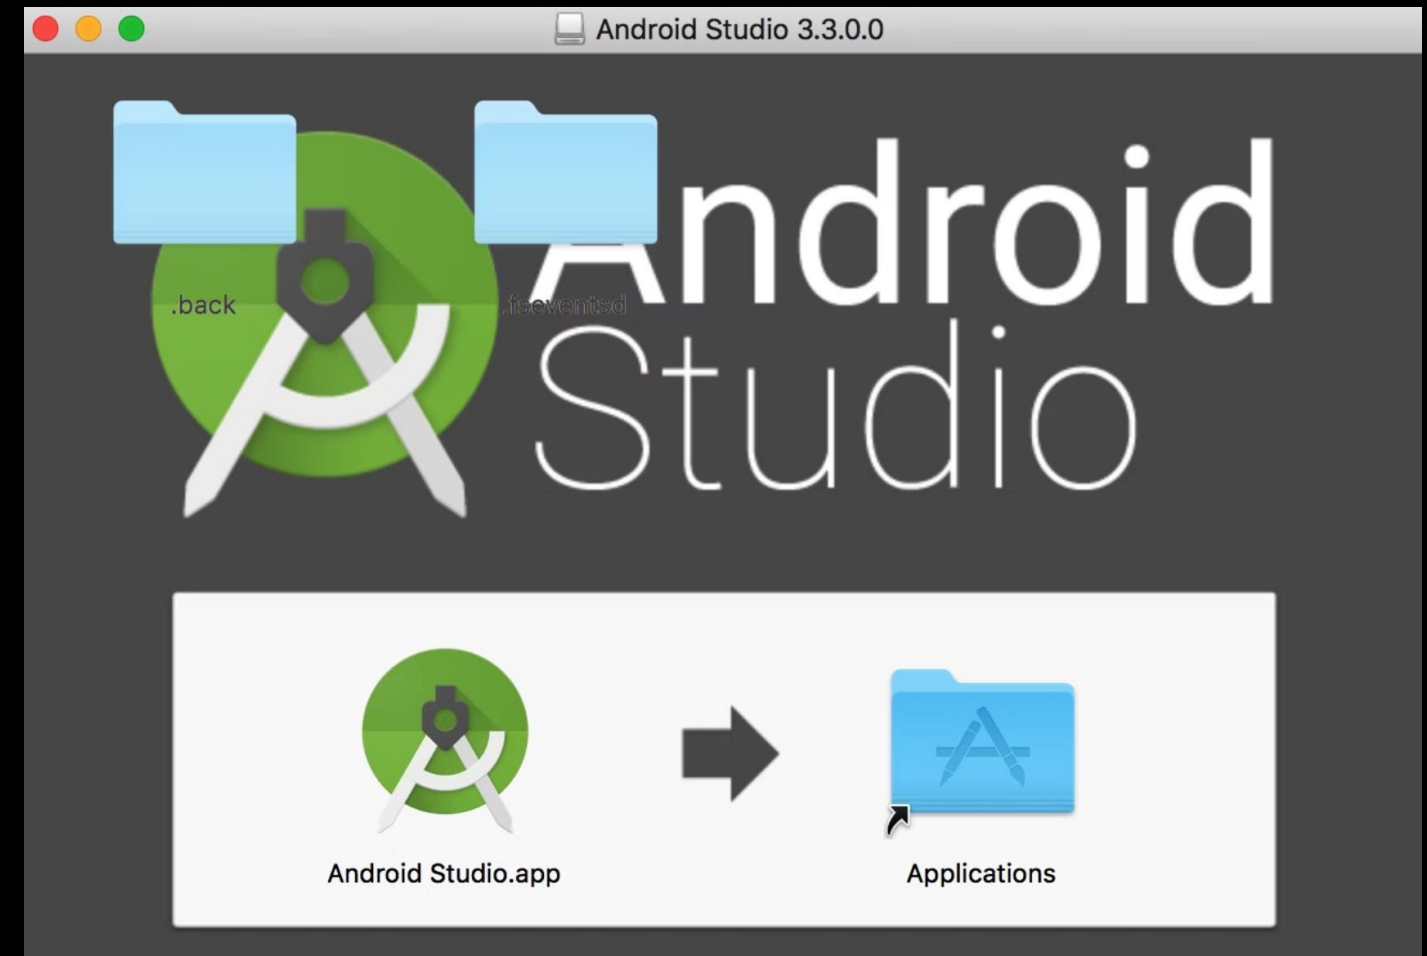 Android Studio 3.3.0.0
Android
.back
.fseventsd
Studio
Android Studio.app
Applications